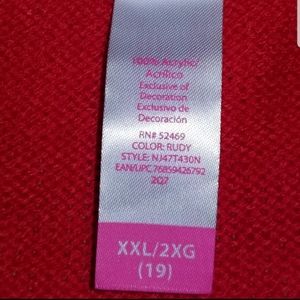 100% Acrylic/
Acrílico
Exclusive of
Decoration
Exclusivo de
Decoración
RN# 52469
COLOR: RUDY
STYLE: NJ47T430N
EAN/UPC 76859426792
2Q7
XXL/2XG
(19)